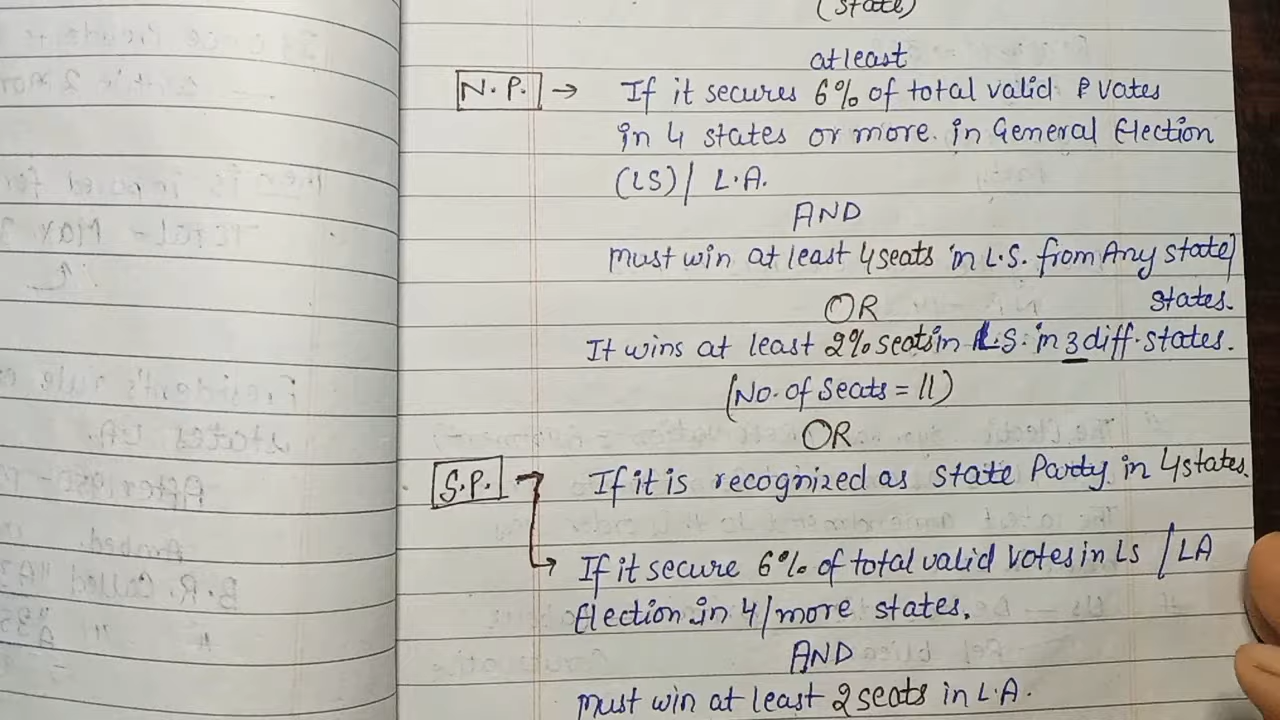 (State)
at least
N.P. → If it secures 6% of total valid P Votes
in 4 states or more in General Election
(LS)/ L.A.
AND
must win at least 4 seats in L.S. from Any state/
states.
OR
It wins at least 2% seats in L.S. in 3 diff. states.
(No. of Seats = 11)
OR
S.P. → If it is recognized as State Party in 4 states.
→ If it secure 6% of total valid votes in LS / LA
Election in 4/more states.
AND
must win at least 2 seats in L.A.